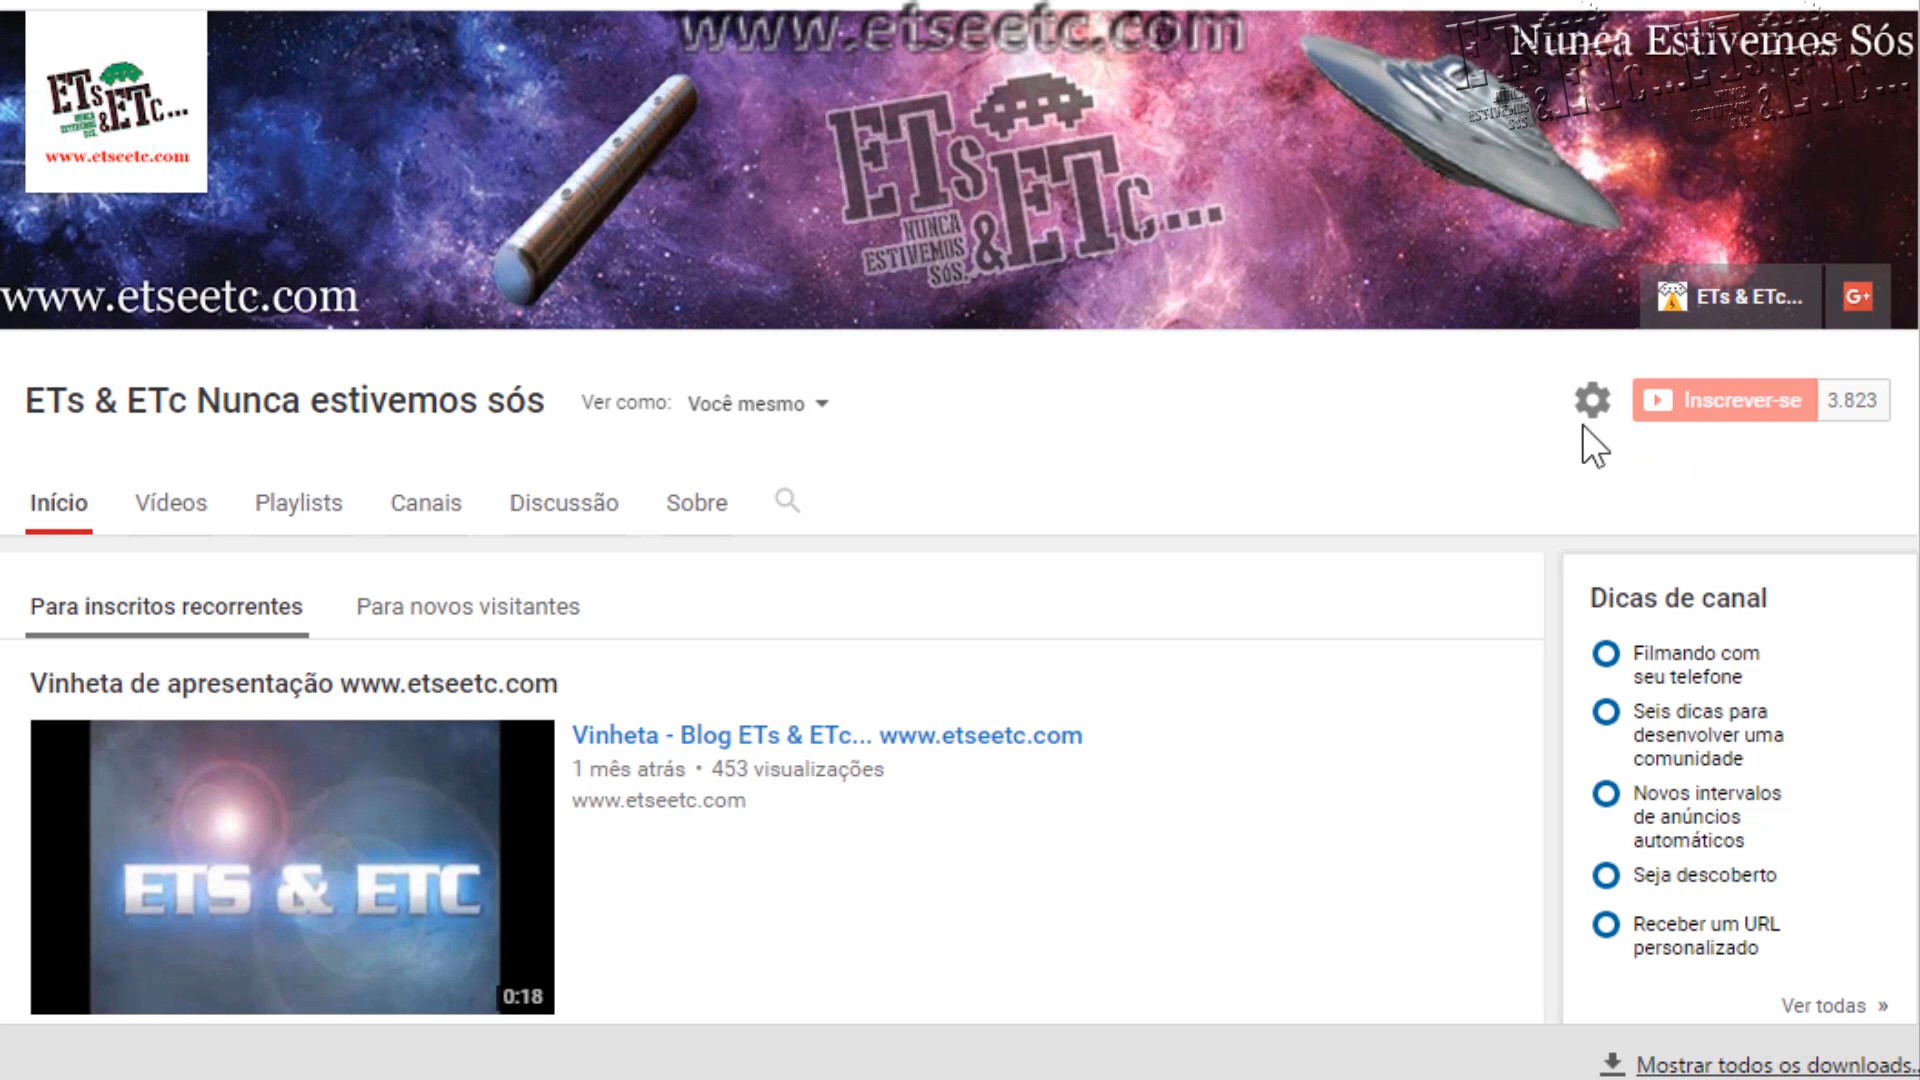 www.etseetc.com
Nunca Estivemos Sós
ETs & ETc...
NUNCA ESTIVEMOS SÓS.
www.etseetc.com
ETs & ETc...
NUNCA
ESTIVEMOS
SÓS.
www.etseetc.com
ETs & ETc...
G+
ETs & ETc Nunca estivemos sós
Ver como: Você mesmo
Inscrever-se 3.823
Início Vídeos Playlists Canais Discussão Sobre
Para inscritos recorrentes Para novos visitantes
Vinheta de apresentação www.etseetc.com
Vinheta - Blog ETs & ETc... www.etseetc.com
1 mês atrás • 453 visualizações
www.etseetc.com
ETS & ETC
0:18
Dicas de canal
Filmando com
seu telefone
Seis dicas para
desenvolver uma
comunidade
Novos intervalos
de anúncios
automáticos
Seja descoberto
Receber um URL
personalizado
Ver todas »
Mostrar todos os downloads..